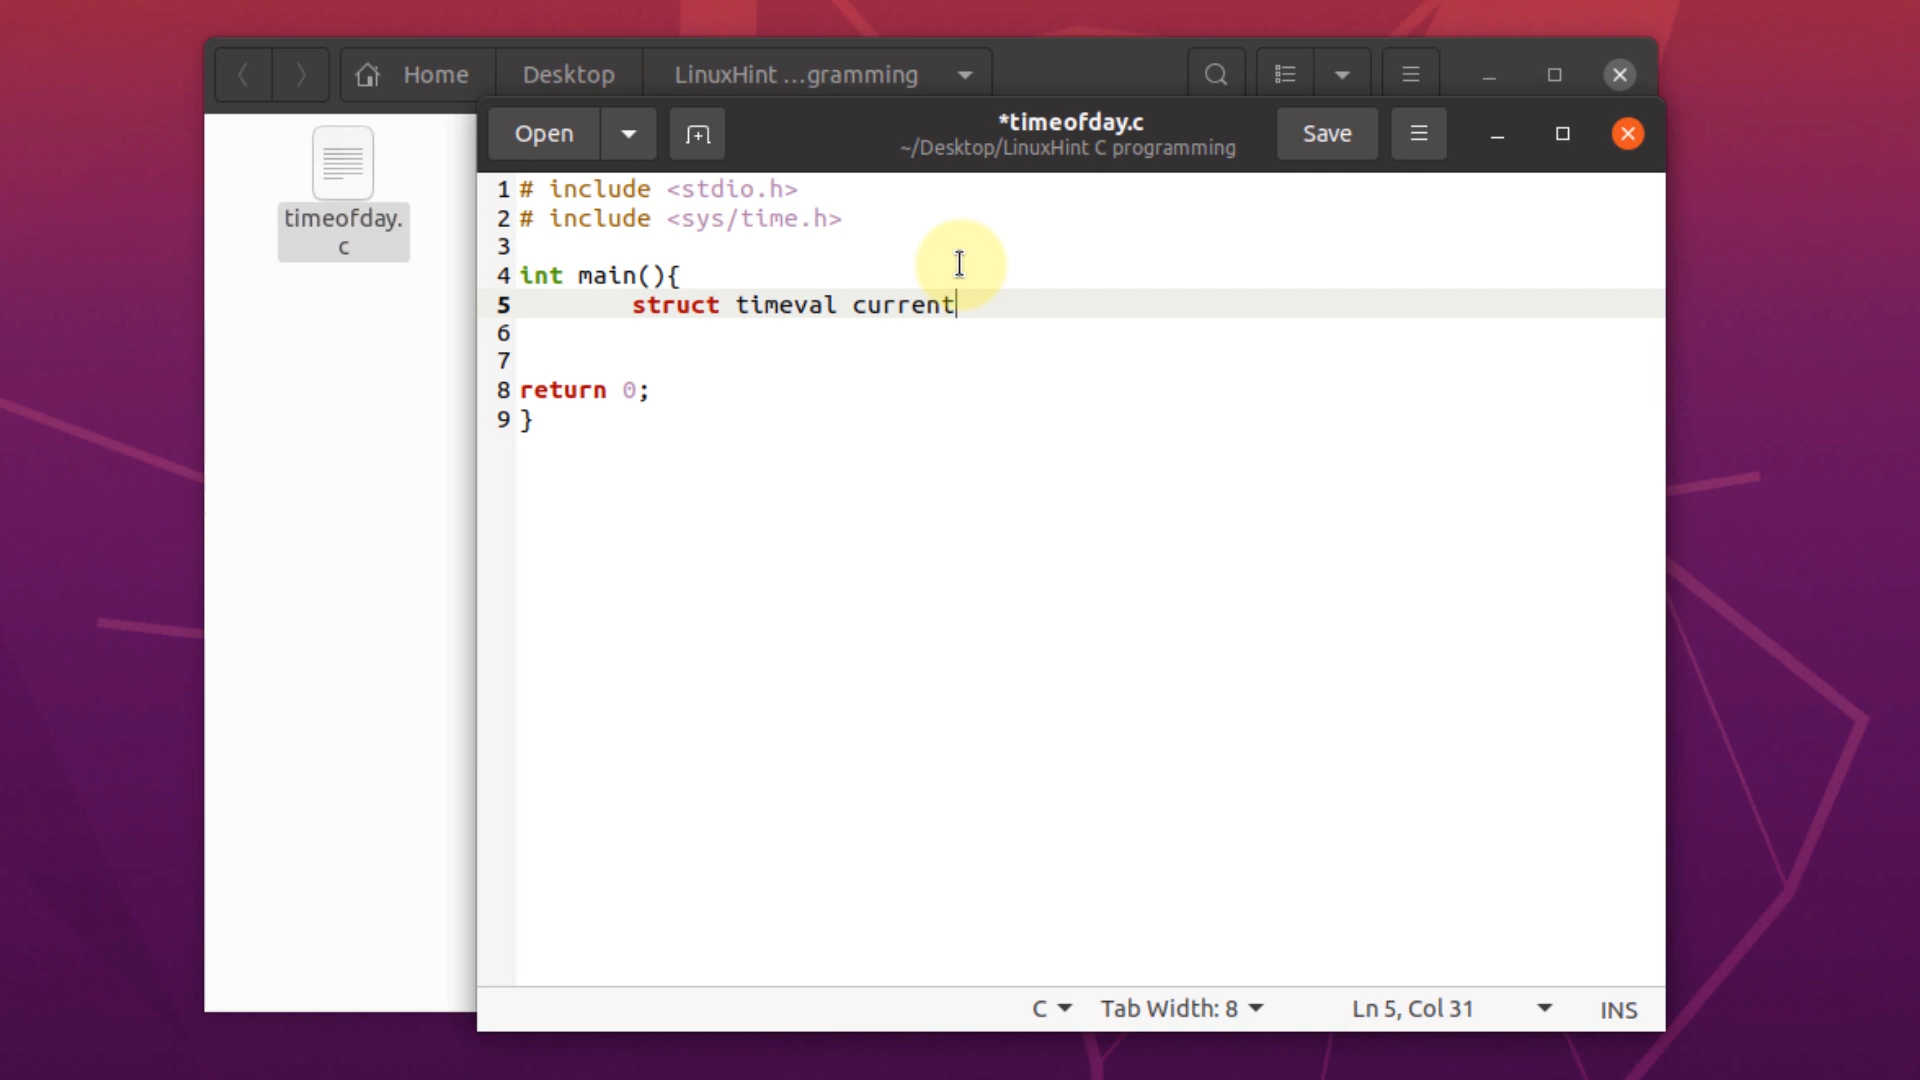 Home Desktop LinuxHint ...gramming
timeofday.
c
Open *timeofday.c Save
~/Desktop/LinuxHint C programming
1 # include <stdio.h>
2 # include <sys/time.h>
3
4 int main(){
5 struct timeval current
6
7
8 return 0;
9 }
C Tab Width: 8 Ln 5, Col 31 INS